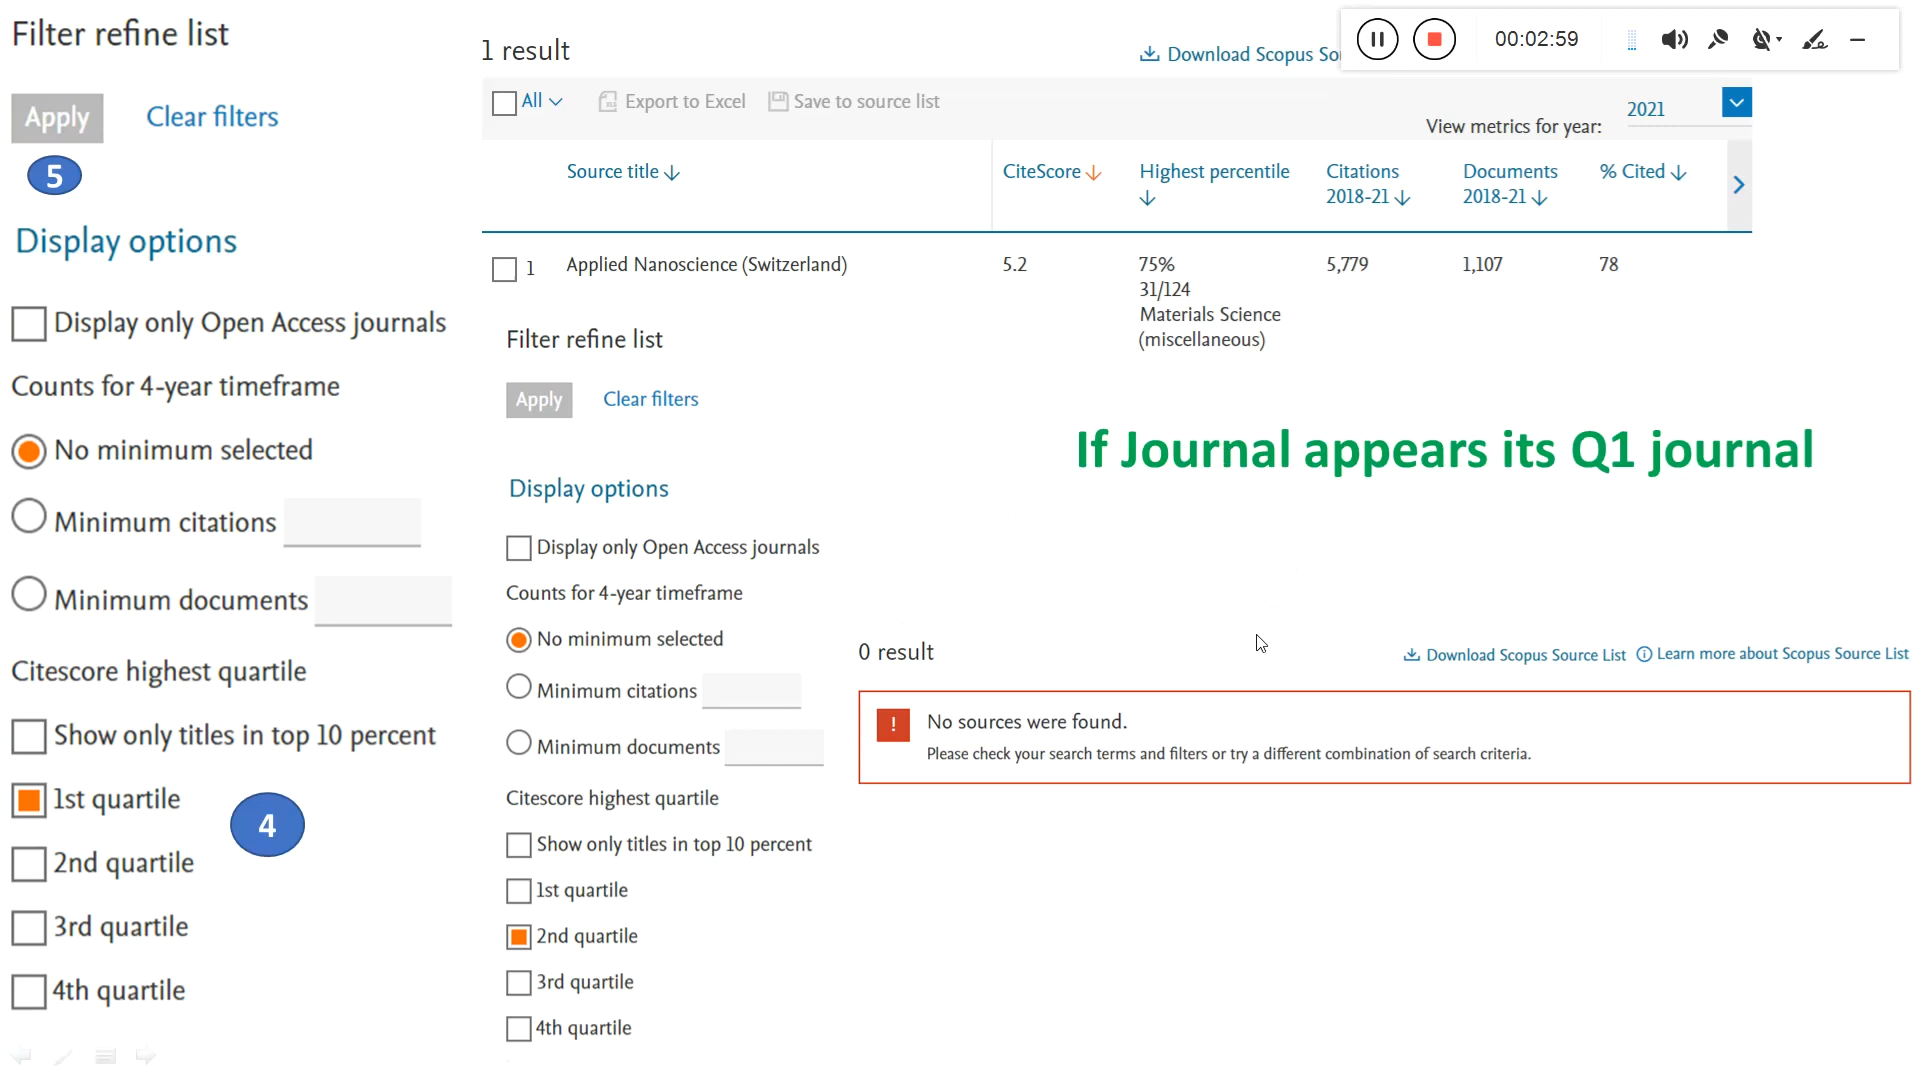 Filter refine list
Apply
Clear filters
5
Display options
Display only Open Access journals
Counts for 4-year timeframe
No minimum selected
Minimum citations
Minimum documents
Citescore highest quartile
Show only titles in top 10 percent
1st quartile
4
2nd quartile
3rd quartile
4th quartile
1 result
Download Scopus So
00:02:59
All
Export to Excel
Save to source list
View metrics for year:
2021
Source title
CiteScore
Highest percentile
Citations
2018-21
Documents
2018-21
% Cited
1
Applied Nanoscience (Switzerland)
5.2
75%
31/124
Materials Science
(miscellaneous)
5,779
1,107
78
Filter refine list
Apply
Clear filters
If Journal appears its Q1 journal
Display options
Display only Open Access journals
Counts for 4-year timeframe
No minimum selected
Minimum citations
Minimum documents
Citescore highest quartile
Show only titles in top 10 percent
1st quartile
2nd quartile
3rd quartile
4th quartile
0 result
Download Scopus Source List
Learn more about Scopus Source List
!
No sources were found.
Please check your search terms and filters or try a different combination of search criteria.